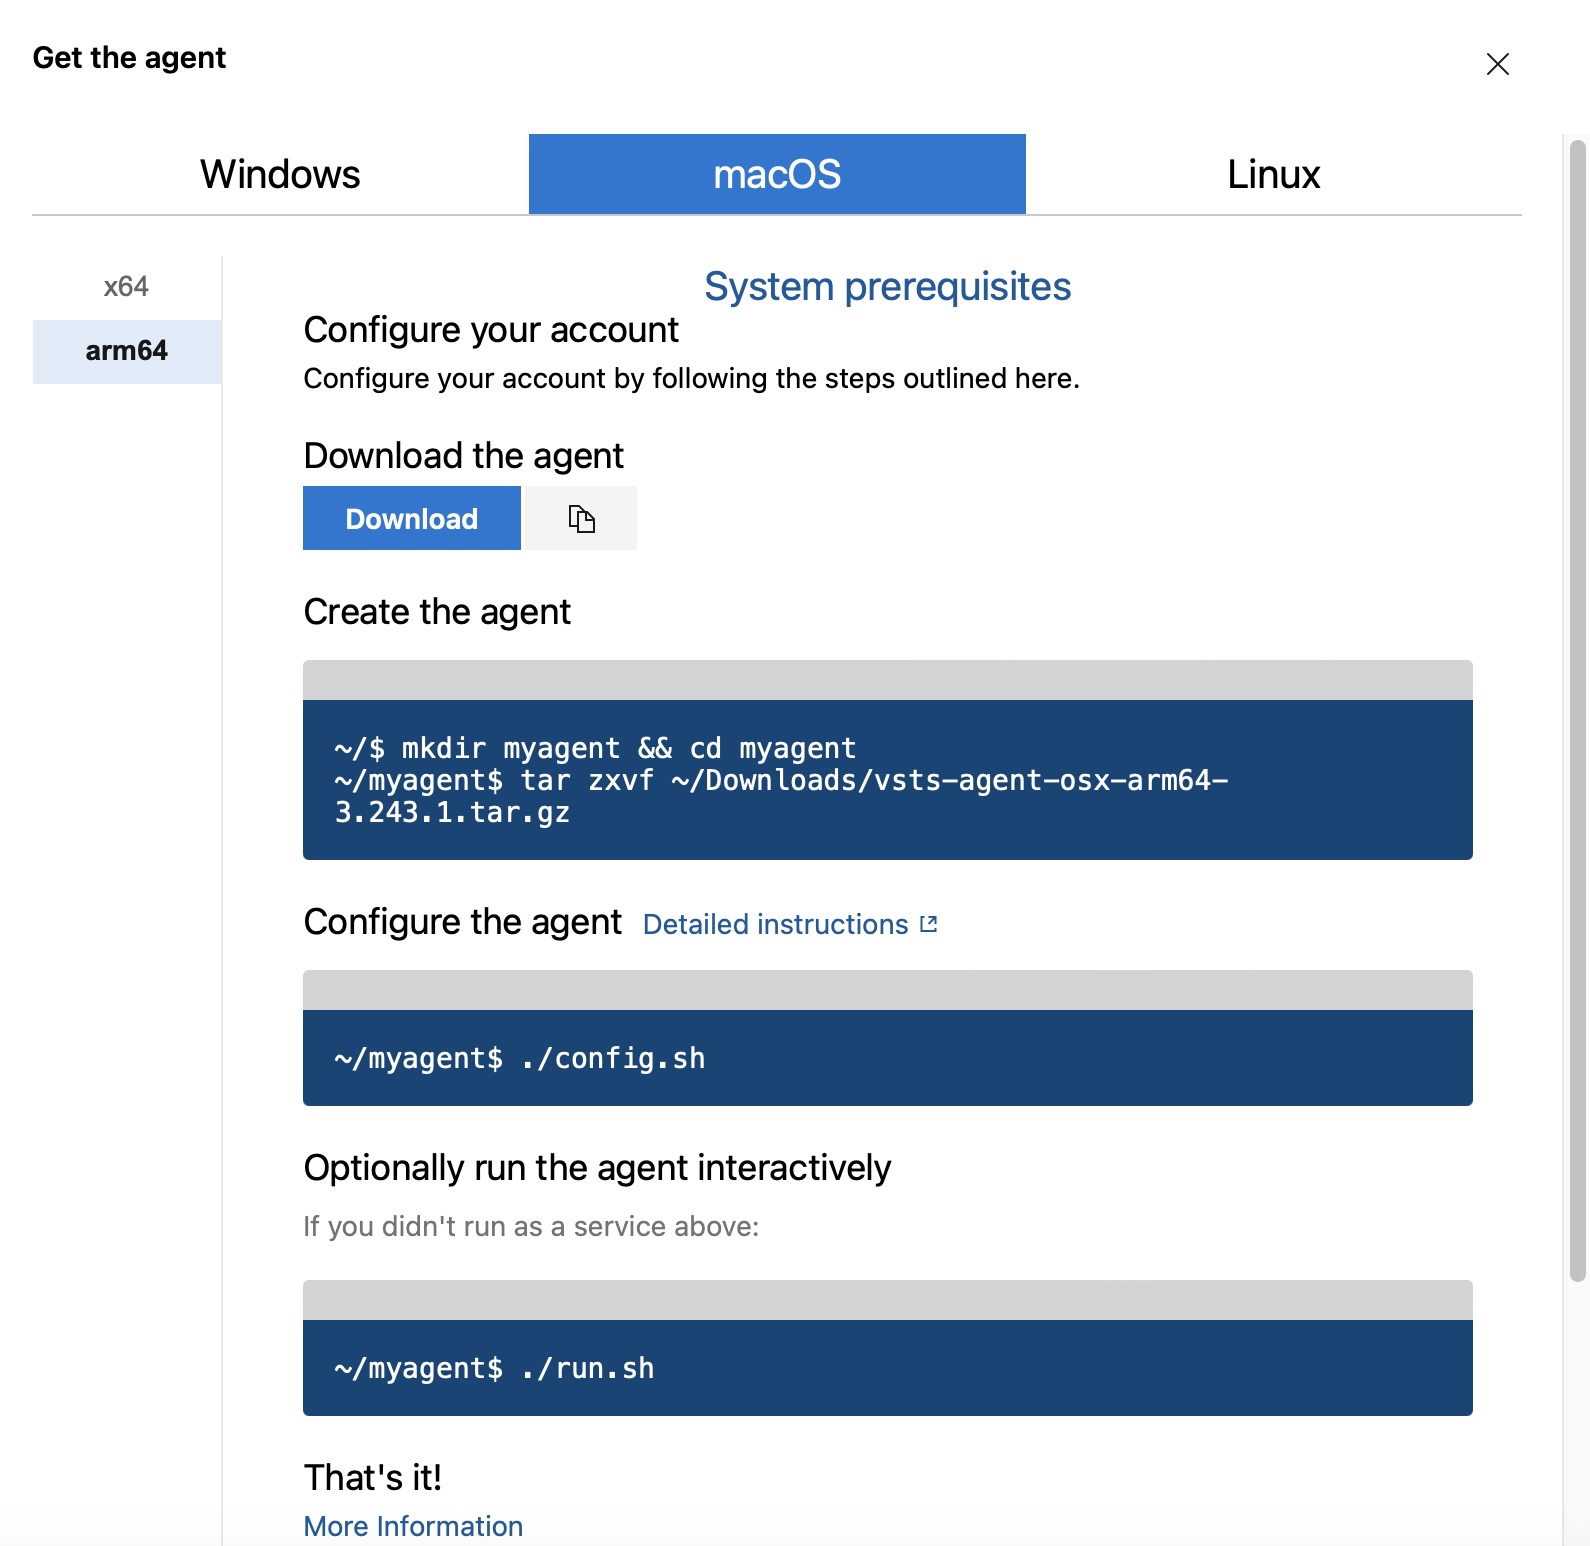 Get the agent
Windows
macOS
Linux
x64
arm64
System prerequisites
Configure your account
Configure your account by following the steps outlined here.
Download the agent
Download
Create the agent
~/$ mkdir myagent && cd myagent
~/myagent$ tar zxvf ~/Downloads/vsts-agent-osx-arm64-
3.243.1.tar.gz
Configure the agent Detailed instructions
~/myagent$ ./config.sh
Optionally run the agent interactively
If you didn't run as a service above:
~/myagent$ ./run.sh
That's it!
More Information